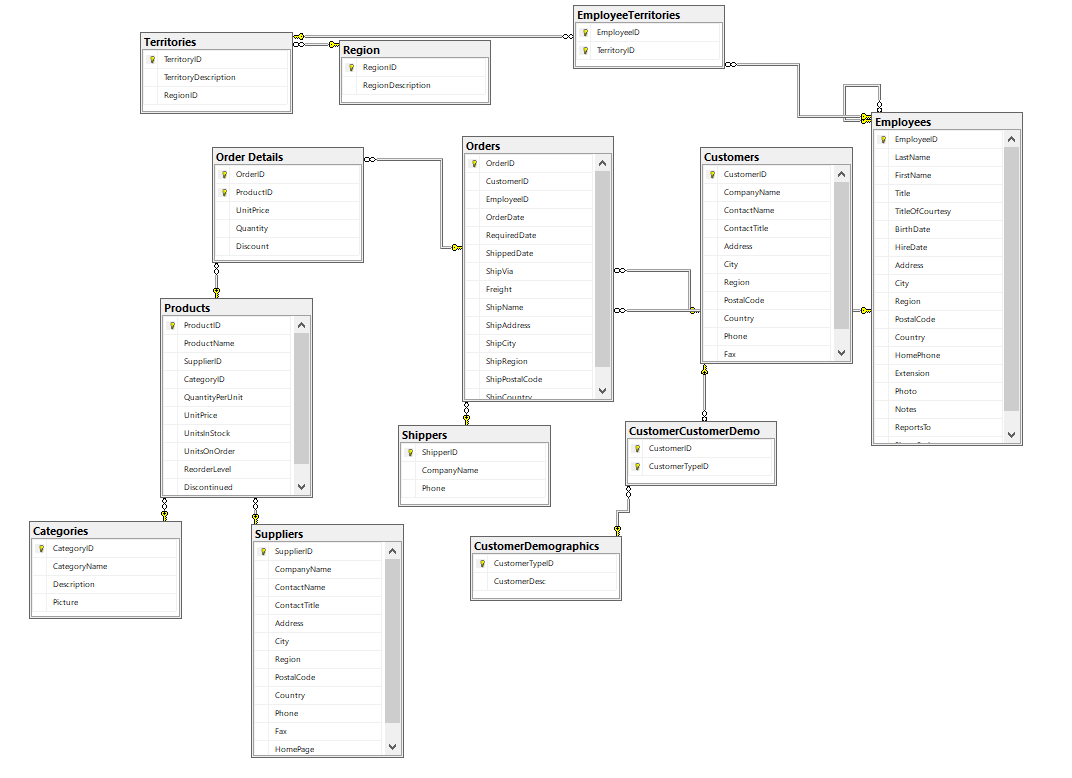 EmployeeTerritories
EmployeeID
TerritoryID
Territories
TerritoryID
TerritoryDescription
RegionID
Region
RegionID
RegionDescription
Employees
EmployeeID
LastName
FirstName
Title
TitleOfCourtesy
BirthDate
HireDate
Address
City
Region
PostalCode
Country
HomePhone
Extension
Photo
Notes
ReportsTo
Orders
OrderID
CustomerID
EmployeeID
OrderDate
RequiredDate
ShippedDate
ShipVia
Freight
ShipName
ShipAddress
ShipCity
ShipRegion
ShipPostalCode
ShipCountry
Order Details
OrderID
ProductID
UnitPrice
Quantity
Discount
Customers
CustomerID
CompanyName
ContactName
ContactTitle
Address
City
Region
PostalCode
Country
Phone
Fax
Products
ProductID
ProductName
SupplierID
CategoryID
QuantityPerUnit
UnitPrice
UnitsInStock
UnitsOnOrder
ReorderLevel
Discontinued
Shippers
ShipperID
CompanyName
Phone
CustomerCustomerDemo
CustomerID
CustomerTypeID
Categories
CategoryID
CategoryName
Description
Picture
Suppliers
SupplierID
CompanyName
ContactName
ContactTitle
Address
City
Region
PostalCode
Country
Phone
Fax
HomePage
CustomerDemographics
CustomerTypeID
CustomerDesc